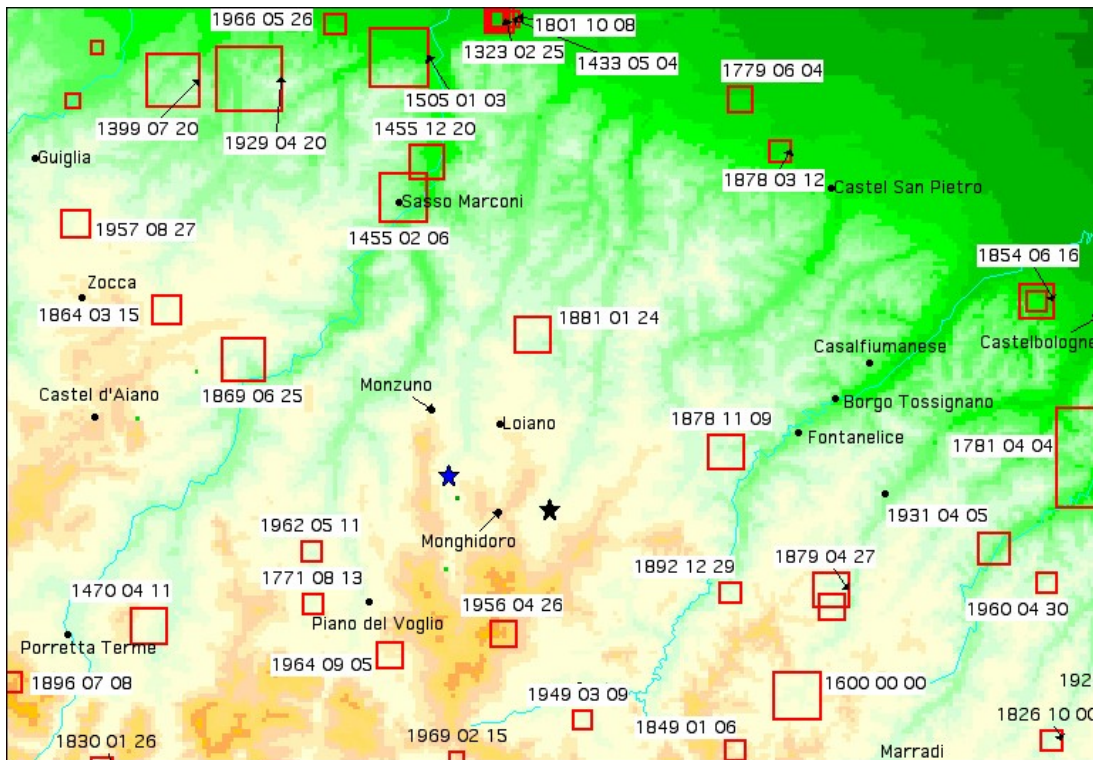 1966 05 26
1801 10 08
1323 02 25
1433 05 04
1779 06 04
1505 01 03
1399 07 20
1929 04 20
1455 12 20
Guiglia
1878 03 12
Castel San Pietro
Sasso Marconi
1957 08 27
1455 02 06
1854 06 16
Zocca
1864 03 15
1881 01 24
Castelbologne
Casalfiumanese
1869 06 25
Monzuno
Castel d'Aiano
Borgo Tossignano
1878 11 09
Loiano
Fontanelice
1781 04 04
1931 04 05
1962 05 11
Monghidoro
1879 04 27
1892 12 29
1771 08 13
1470 04 11
1956 04 26
1960 04 30
Piano del Voglio
Porretta Terme
1964 09 05
1896 07 08
1600 00 00
192
1949 03 09
1849 01 06
1826 10 00
1830 01 26
1969 02 15
Marradi